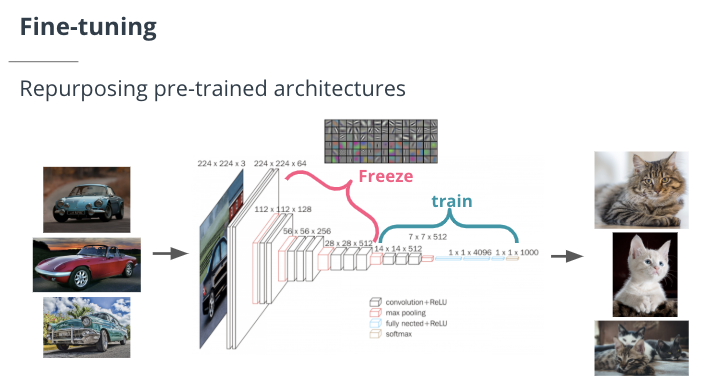 Fine-tuning
Repurposing pre-trained architectures
224 x 224 x 3
224 x 224 x 64
Freeze
train
112 x 112 x 128
56 x 56 x 256
28 x 28 x 512
14 x 14 x 512
7 x 7 x 512
1 x 1 x 4096
1 x 1 x 1000
convolution+ReLU
max pooling
fully nected+ReLU
softmax